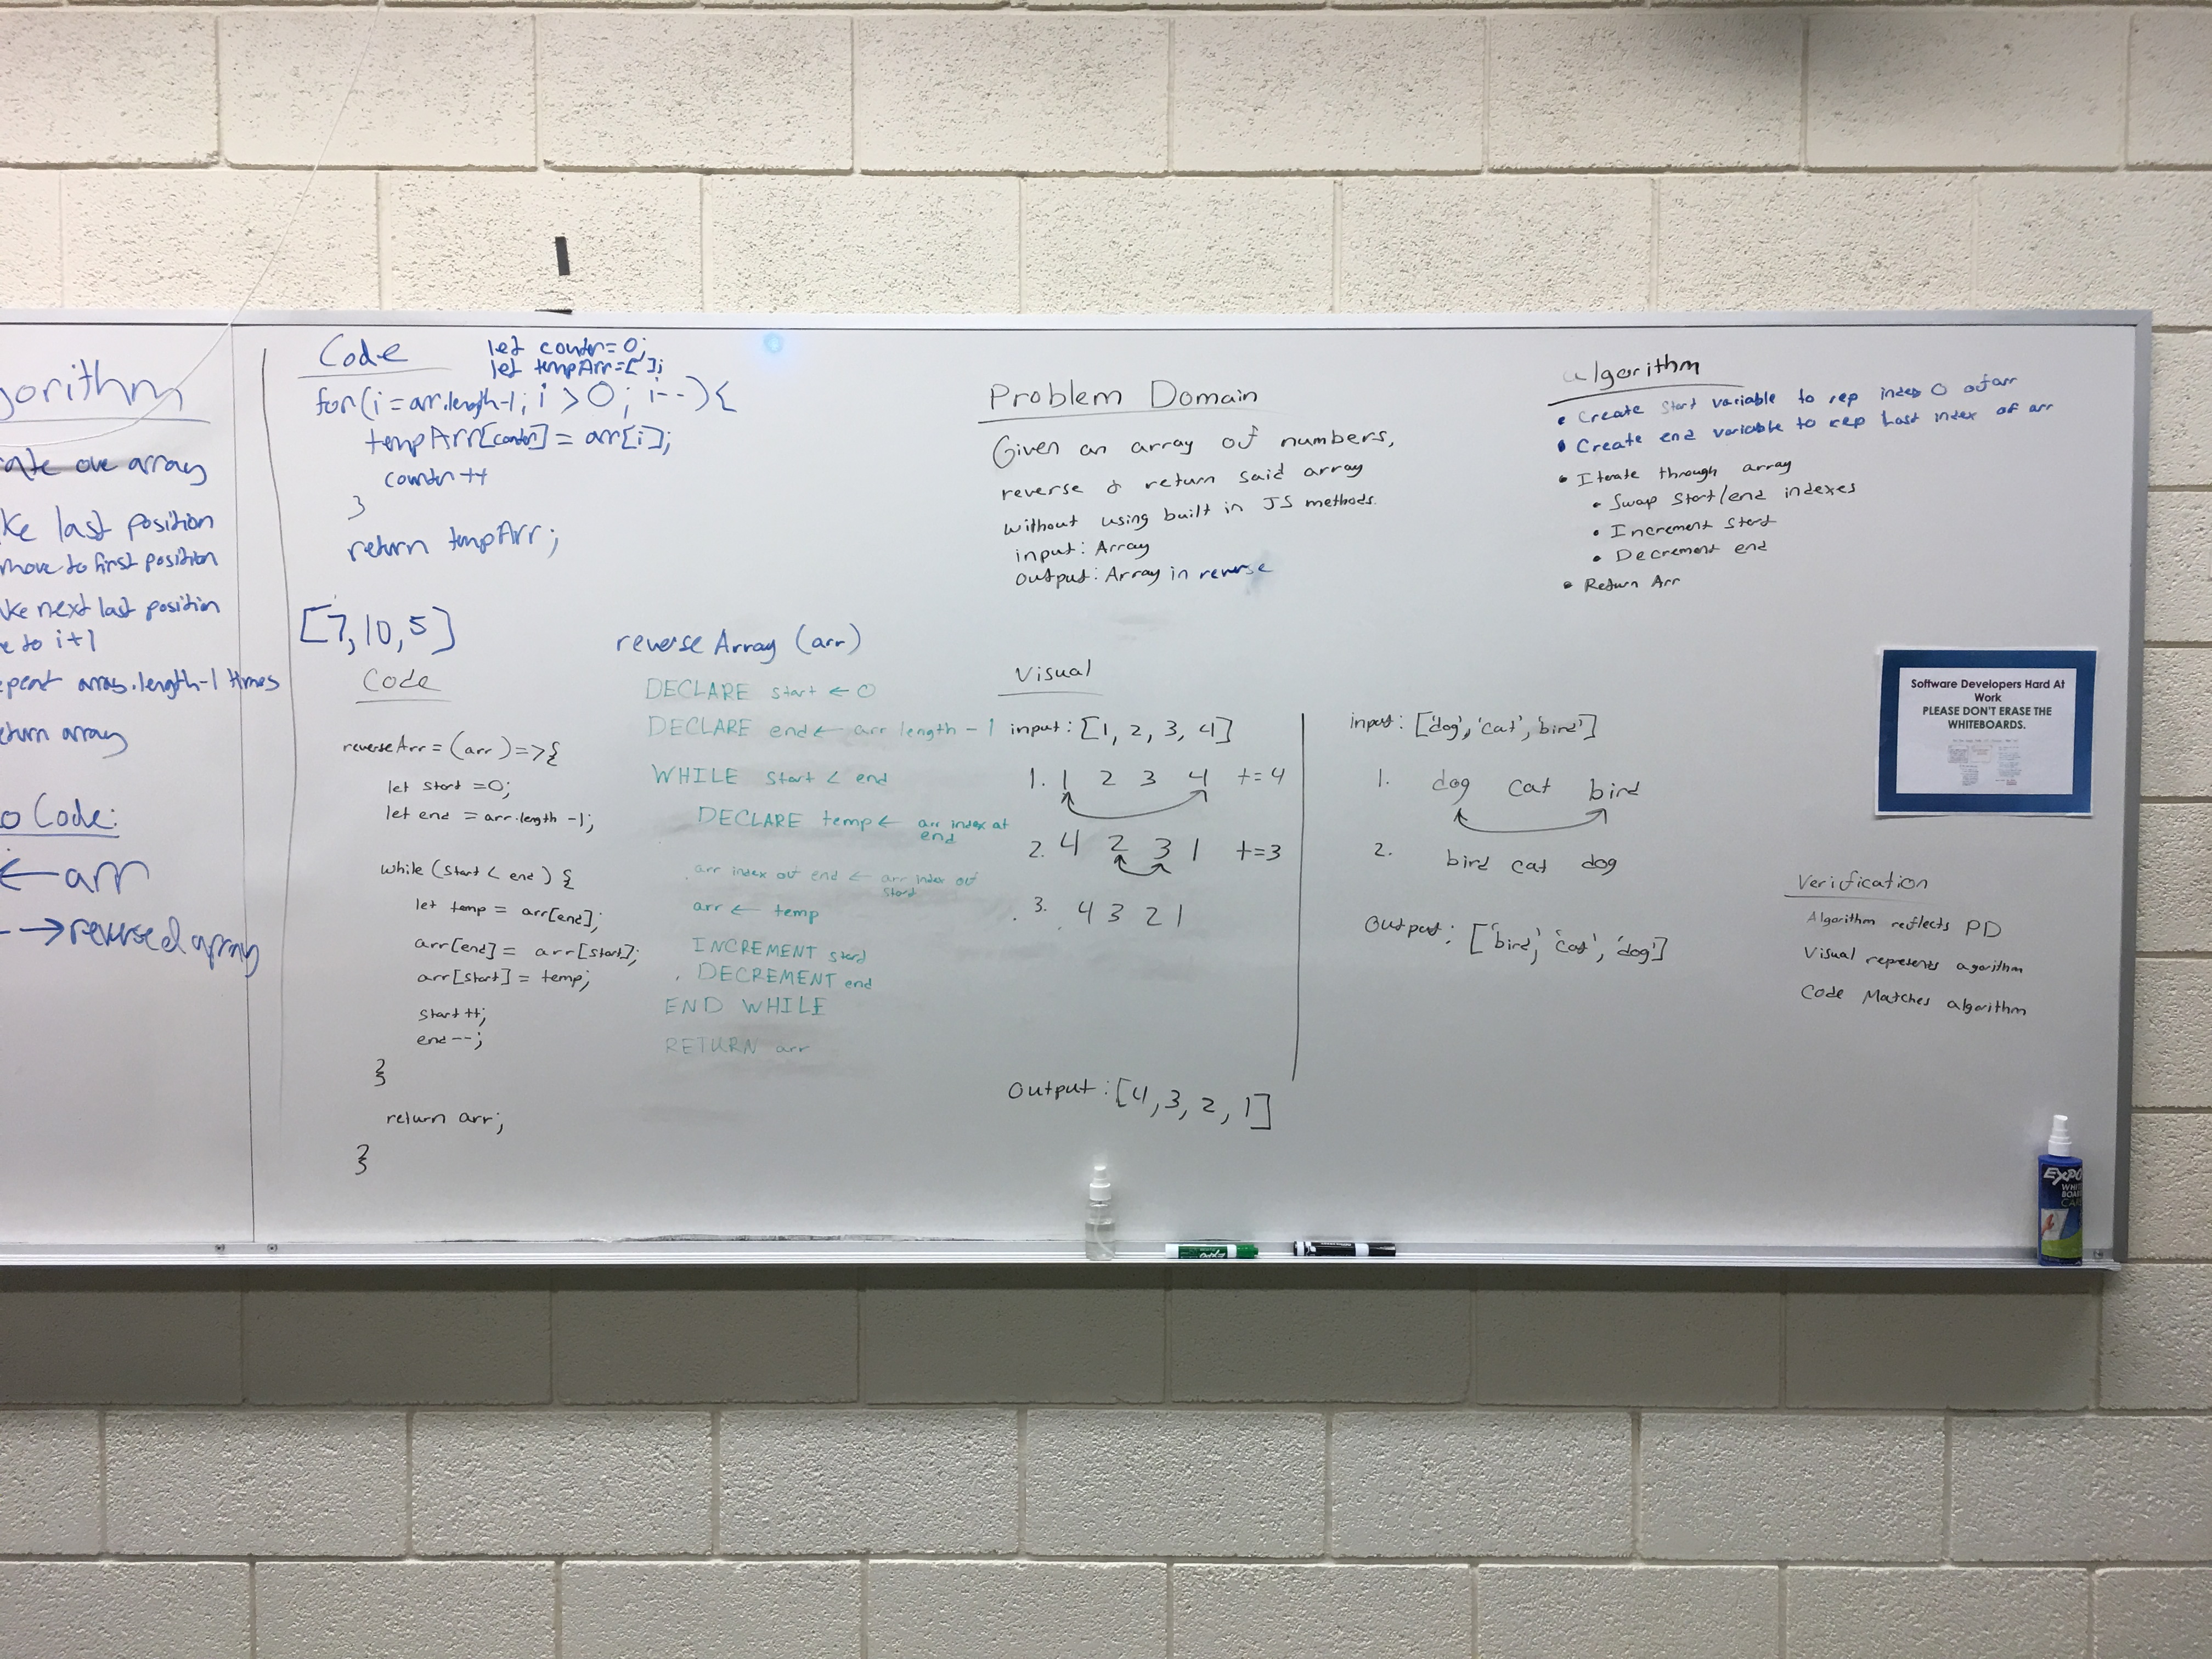 gorithm
rate over array
ke last position
move to first position
ke next last position
e to i+1
epeat array.length-1 times
eturn array
o Code:
← arr
→ reversed array
Code
let counter=0;
let tempArr=[];
for(i=arr.length-1; i > 0; i--){
tempArr[counter] = arr[i];
counter++
}
return tempArr;
[7,10,5]
Code
reverseArr = (arr) => {
let start = 0;
let end = arr.length -1;
while (start < end) {
let temp = arr[end];
arr[end] = arr[start];
arr[start] = temp;
start++;
end--;
}
return arr;
}
reverse Array (arr)
DECLARE start ← 0
DECLARE end ← arr length - 1
WHILE start < end
DECLARE temp ← arr index at end
arr index out end ← arr index out start
arr ← temp
INCREMENT start
DECREMENT end
END WHILE
RETURN arr
Problem Domain
Given an array of numbers,
reverse & return said array
without using built in JS methods.
input: Array
output: Array in reverse
Visual
input: [1, 2, 3, 4]
1. 1 2 3 4 t=4
2. 4 2 3 1 t=3
3. 4 3 2 1
Output: [4, 3, 2, 1]
input: ['dog', 'cat', 'bird']
1. dog cat bird
2. bird cat dog
Output: ['bird', 'cat', 'dog']
algorithm
• Create start variable to rep index 0 of arr
• Create end variable to rep last index of arr
• Iterate through array
• Swap start/end indexes
• Increment start
• Decrement end
• Return Arr
Software Developers Hard At
Work
PLEASE DON'T ERASE THE
WHITEBOARDS.
Verification
Algorithm reflects PD
Visual represents agorithm
Code Matches algorithm
EXPO